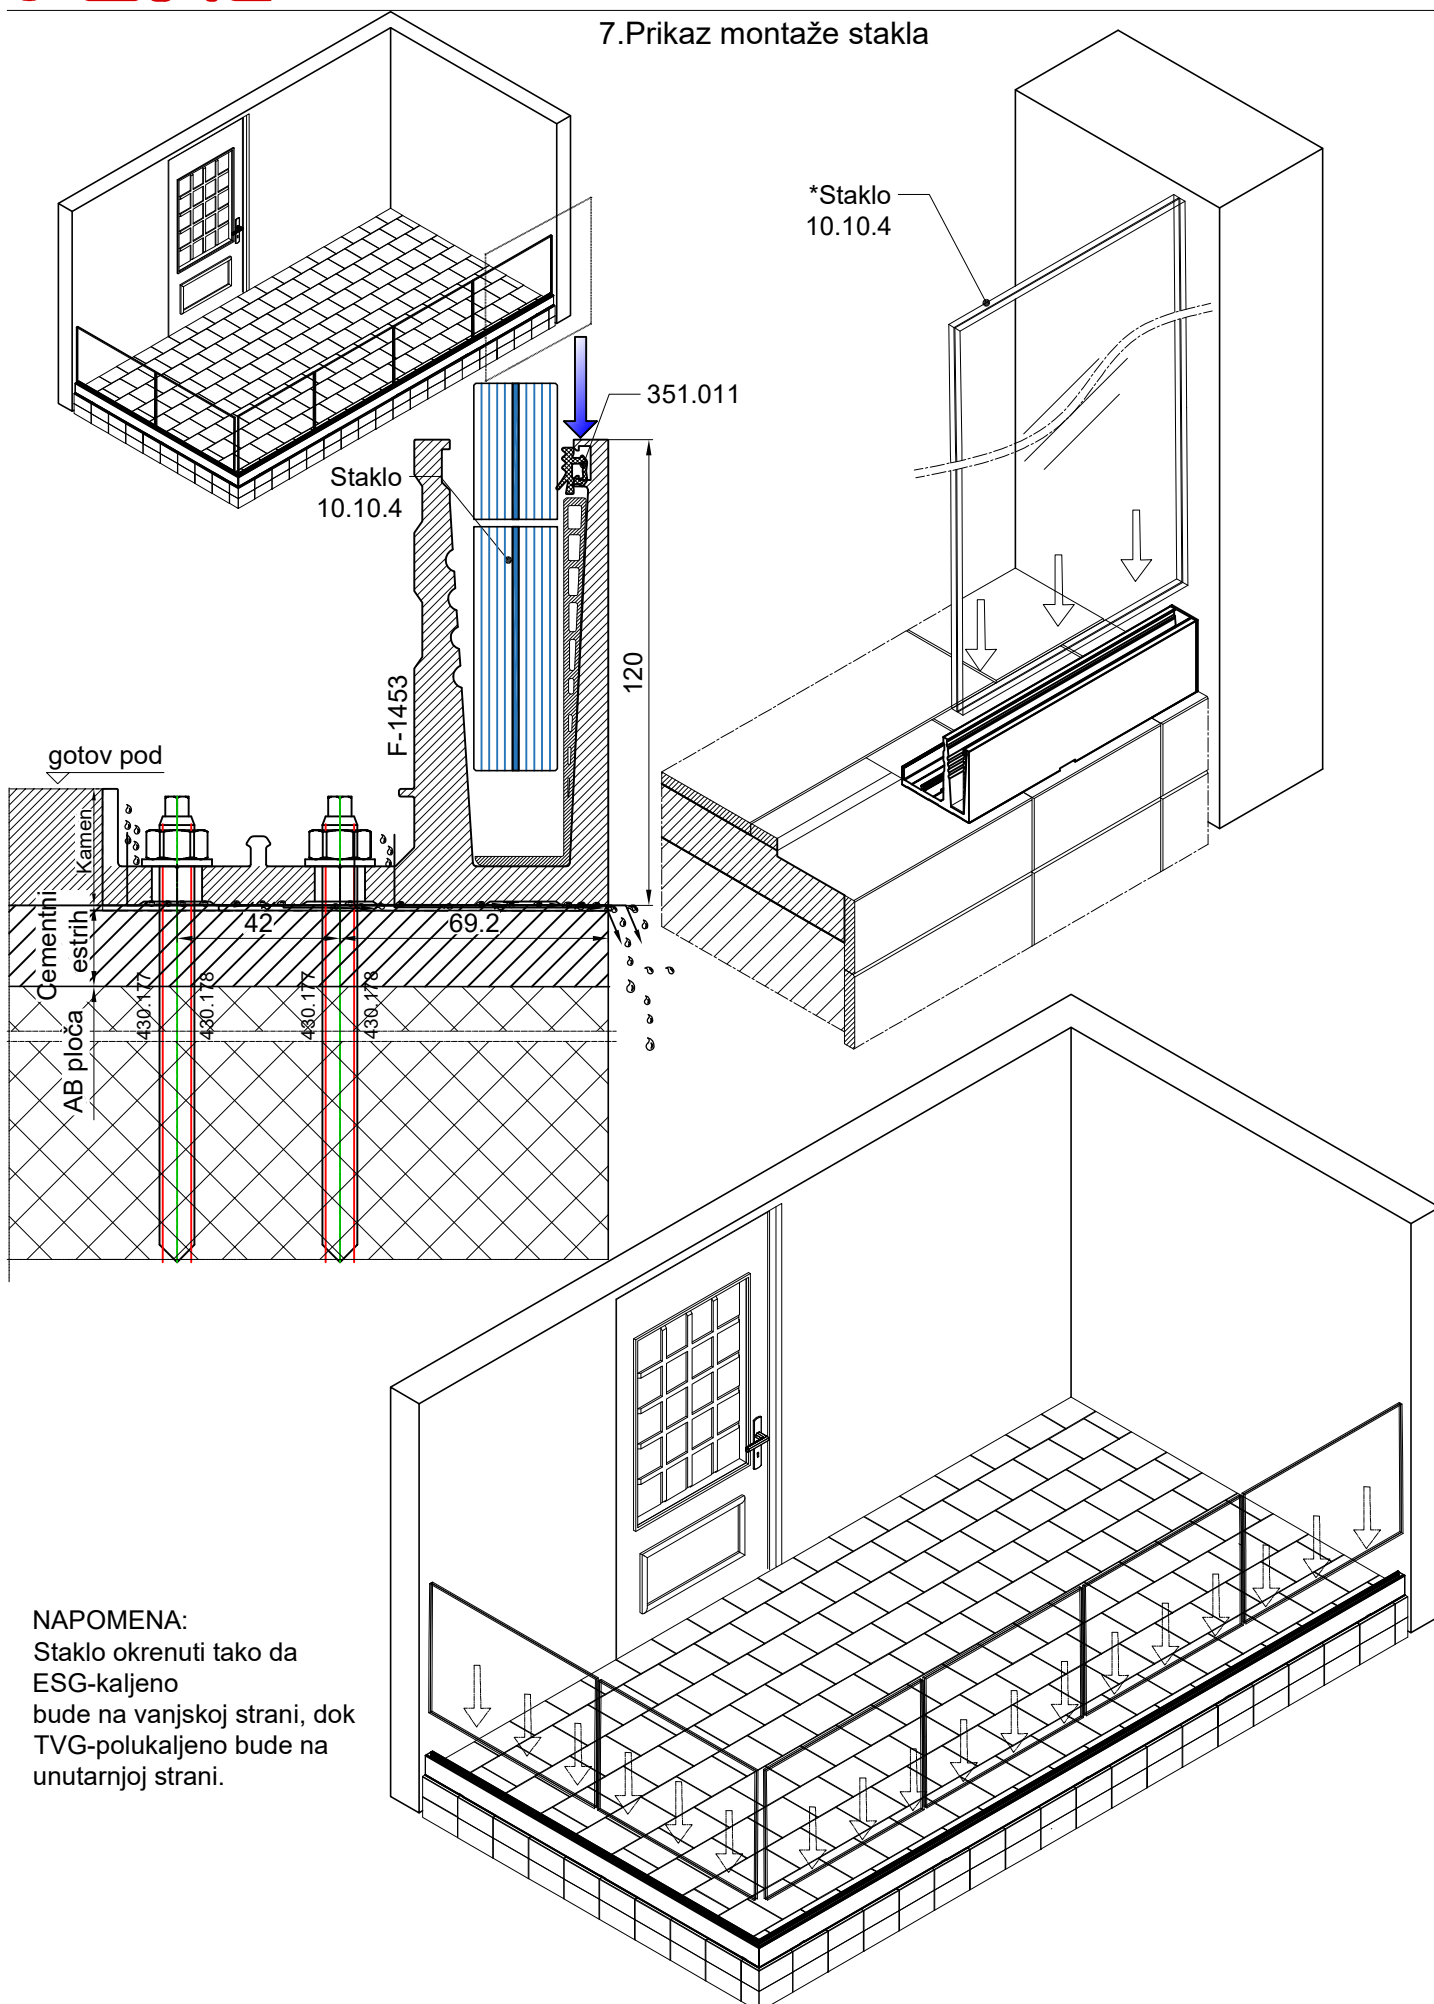 7.Prikaz montaže stakla
*Staklo
10.10.4
351.011
Staklo
10.10.4
F-1453
120
gotov pod
Kamen
Cementni
estrih
AB ploča
42
69.2
430.177
430.178
430.177
430.178
NAPOMENA:
Staklo okrenuti tako da
ESG-kaljeno
bude na vanjskoj strani, dok
TVG-polukaljeno bude na
unutarnjoj strani.